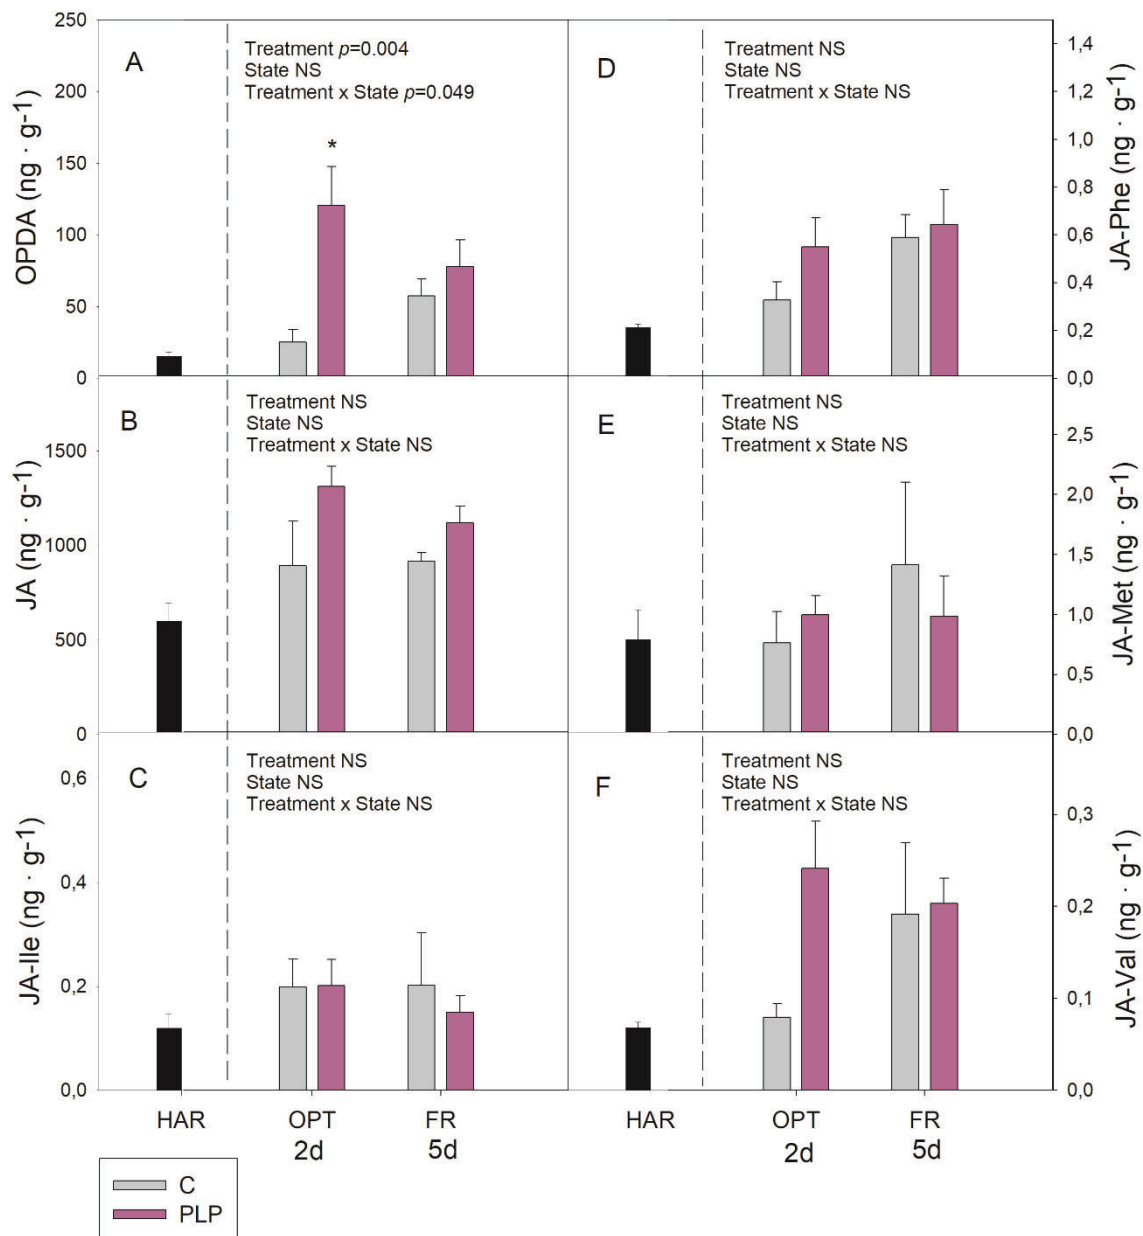 A
Treatment p=0.004
State NS
Treatment x State p=0.049
*
OPDA (ng · g-1)
250
200
150
100
50
0
D
Treatment NS
State NS
Treatment x State NS
JA-Phe (ng · g-1)
1,4
1,2
1,0
0,8
0,6
0,4
0,2
0,0
B
Treatment NS
State NS
Treatment x State NS
JA (ng · g-1)
1500
1000
500
0
E
Treatment NS
State NS
Treatment x State NS
JA-Met (ng · g-1)
2,5
2,0
1,5
1,0
0,5
0,0
C
Treatment NS
State NS
Treatment x State NS
JA-Ile (ng · g-1)
0,6
0,4
0,2
0,0
F
Treatment NS
State NS
Treatment x State NS
JA-Val (ng · g-1)
0,3
0,2
0,1
0,0
HAR OPT FR HAR OPT FR
2d 5d 2d 5d
C
PLP